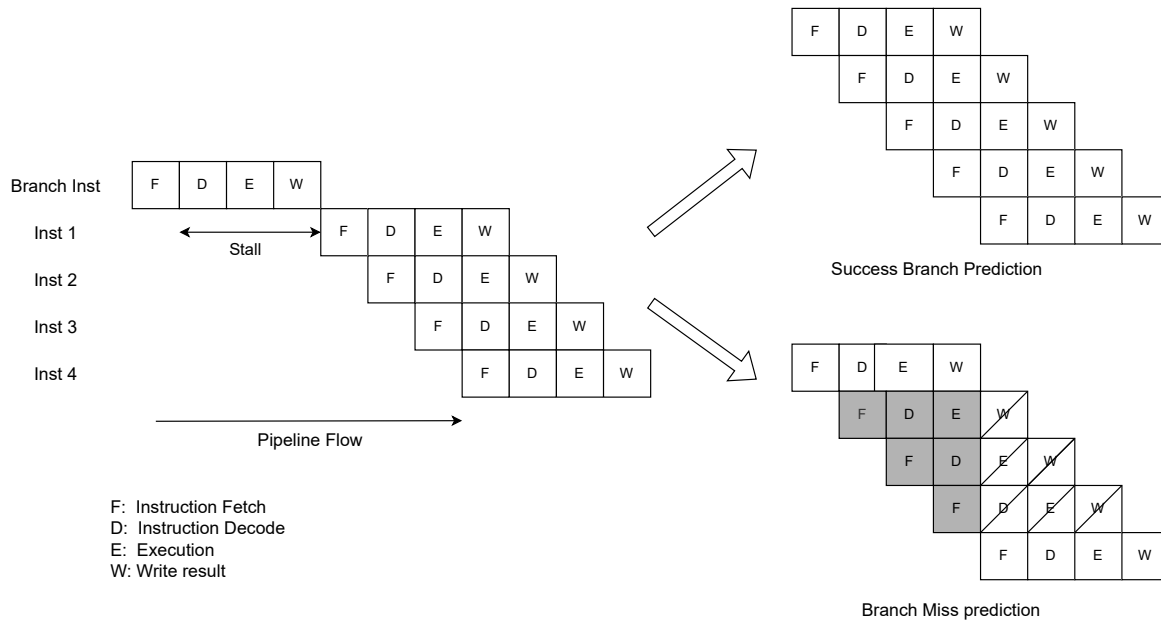 F D E W
F D E W
F D E W
F D E W
F D E W
Success Branch Prediction
Branch Inst F D E W
Inst 1 F D E W
Stall
Inst 2 F D E W
Inst 3 F D E W
Inst 4 F D E W
Pipeline Flow
F: Instruction Fetch
D: Instruction Decode
E: Execution
W: Write result
F D E W
F D E W
F D E W
F D E W
F D E W
Branch Miss prediction